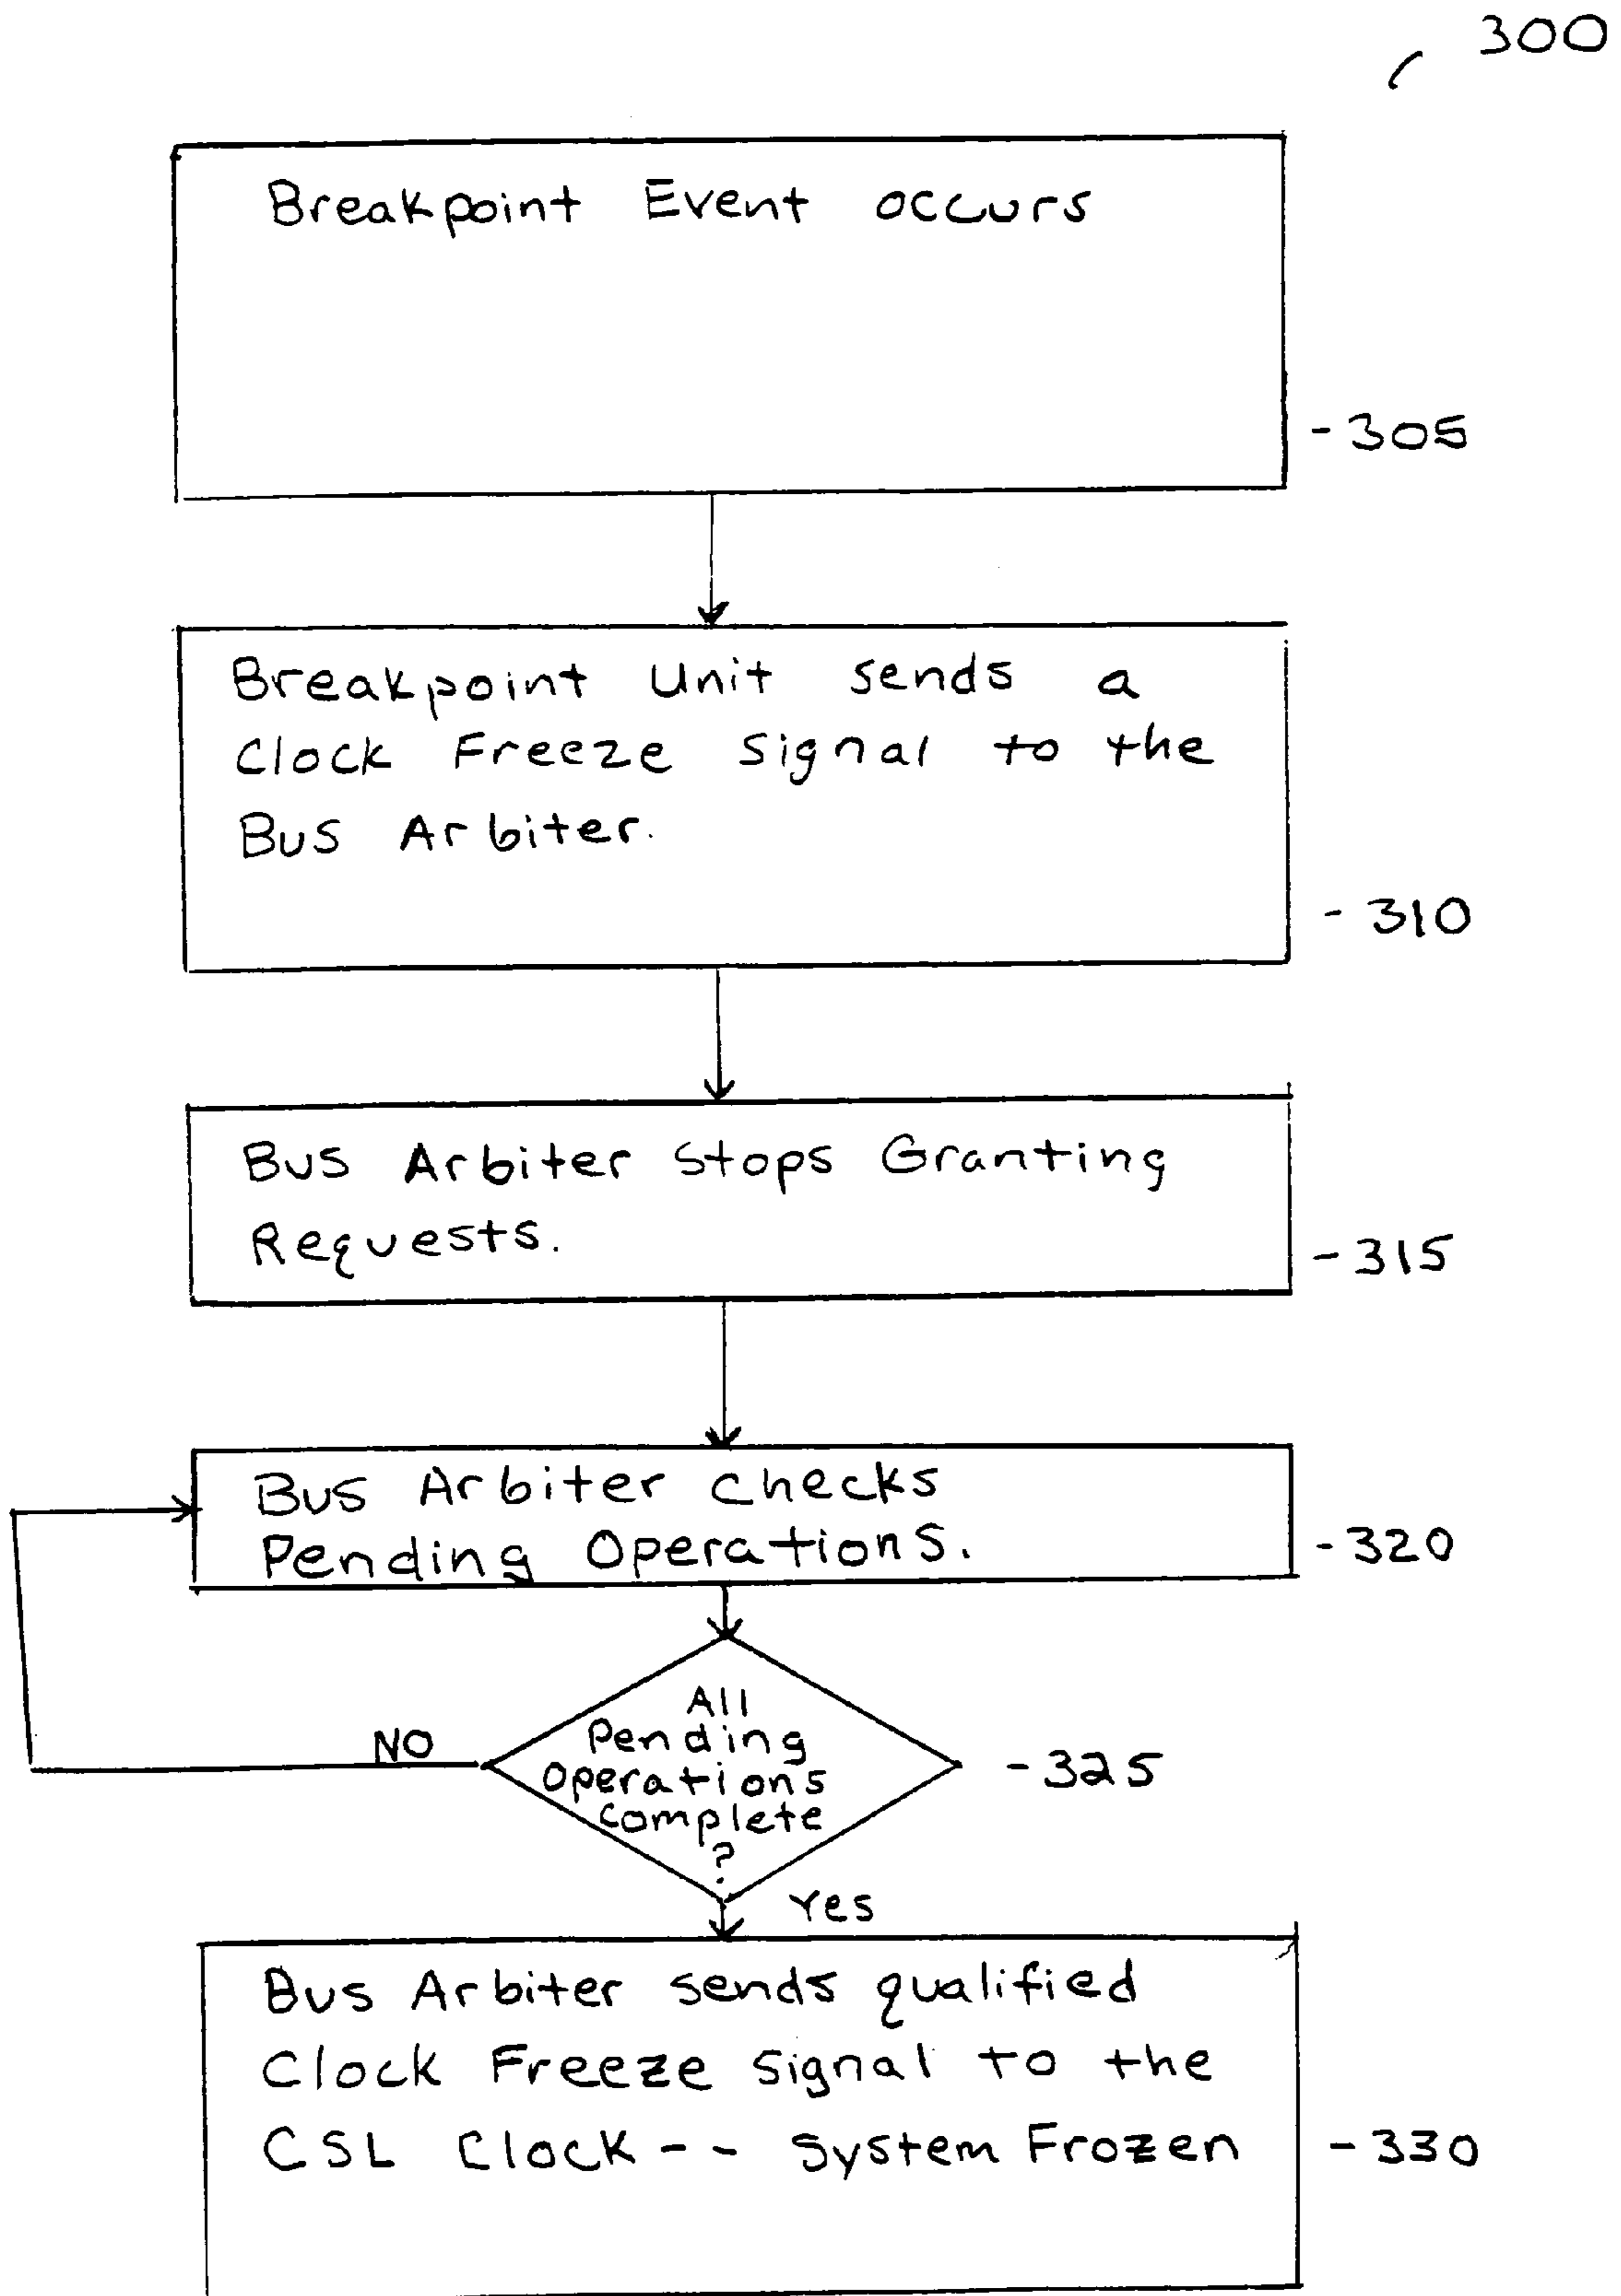 300
Breakpoint Event occurs
- 305
Breakpoint Unit sends a
Clock Freeze Signal to the
Bus Arbiter.
- 310
Bus Arbiter Stops Granting
Requests.
- 315
Bus Arbiter checks
Pending Operations.
- 320
All
Pending
Operations
Complete
?
- 325
NO
Yes
Bus Arbiter sends qualified
Clock Freeze signal to the
CSL Clock -- System Frozen
- 330